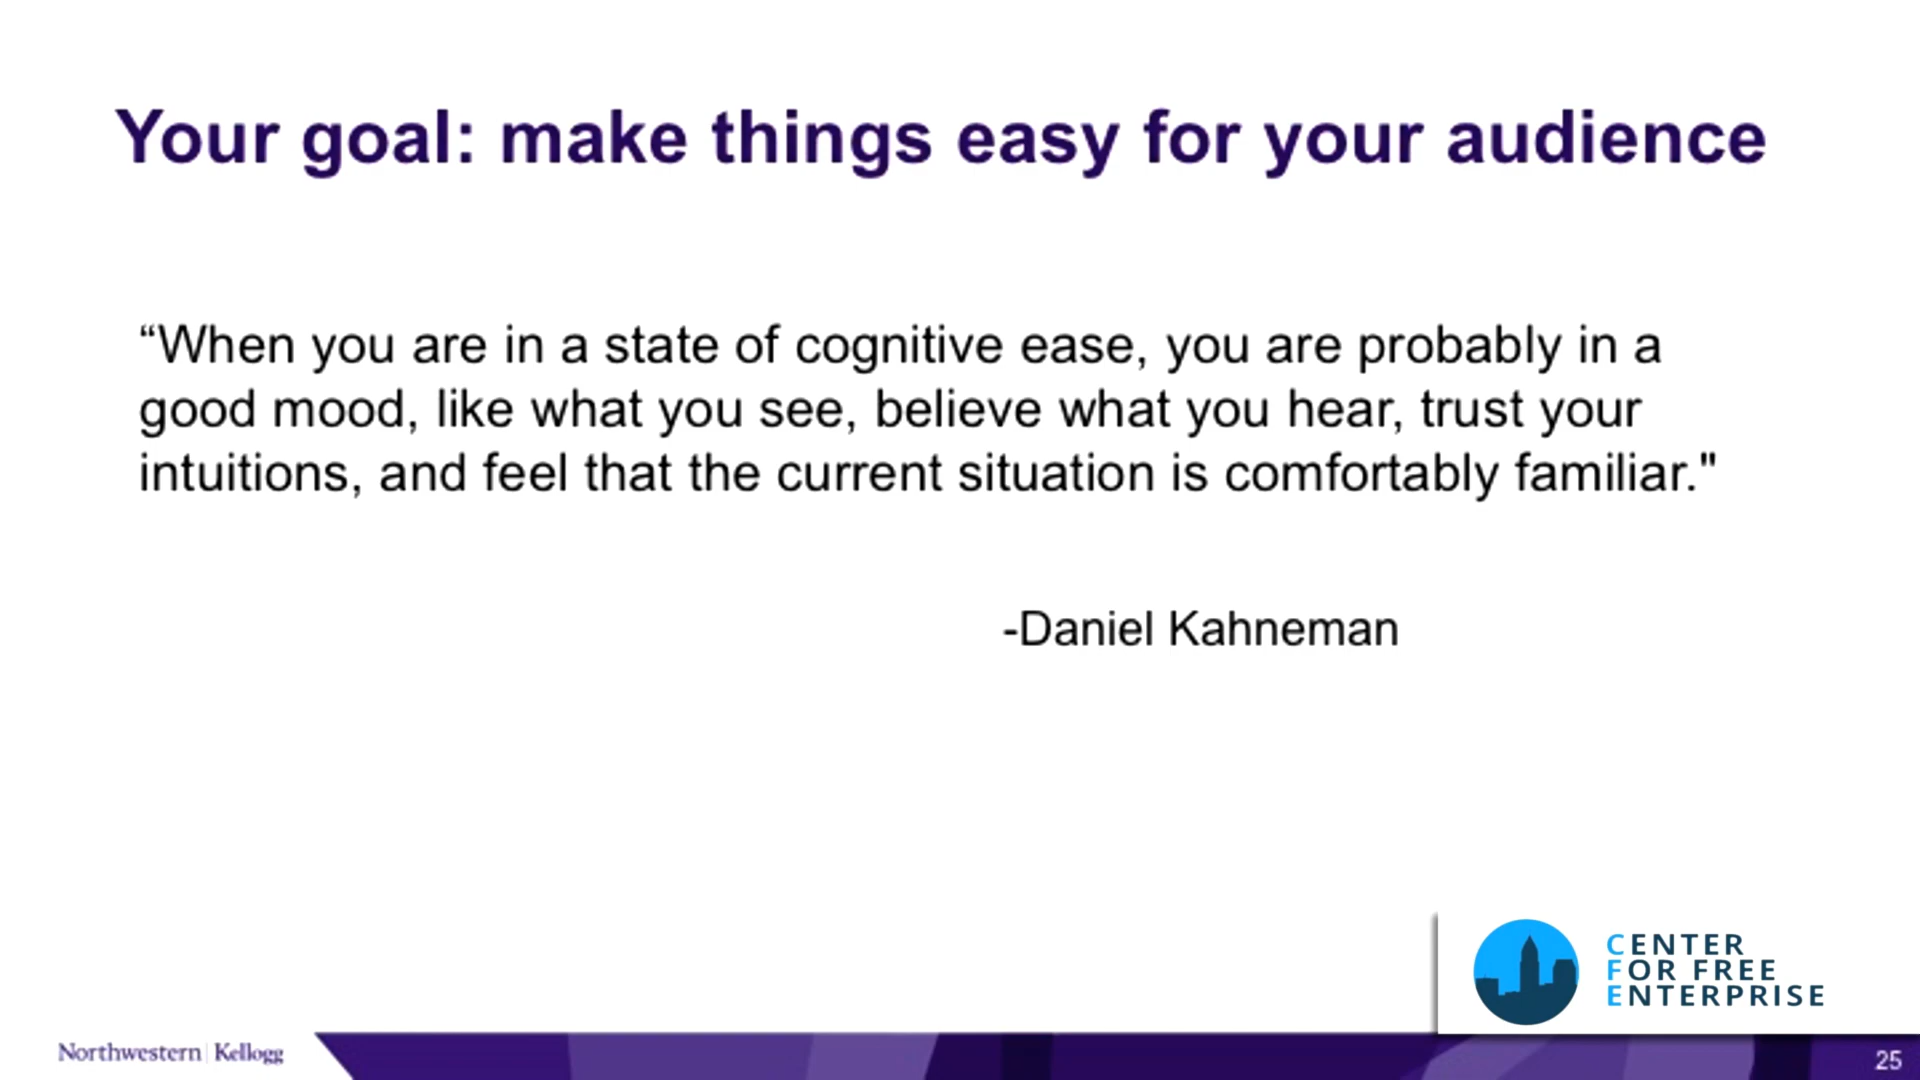 Your goal: make things easy for your audience
“When you are in a state of cognitive ease, you are probably in a
good mood, like what you see, believe what you hear, trust your
intuitions, and feel that the current situation is comfortably familiar."
-Daniel Kahneman
CENTER
FOR FREE
ENTERPRISE
Northwestern | Kellogg
25